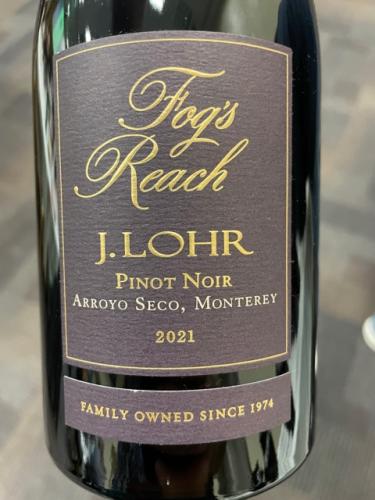 Fog's
Reach
J. LOHR
PINOT NOIR
ARROYO SECO, MONTEREY
2021
FAMILY OWNED SINCE 1974